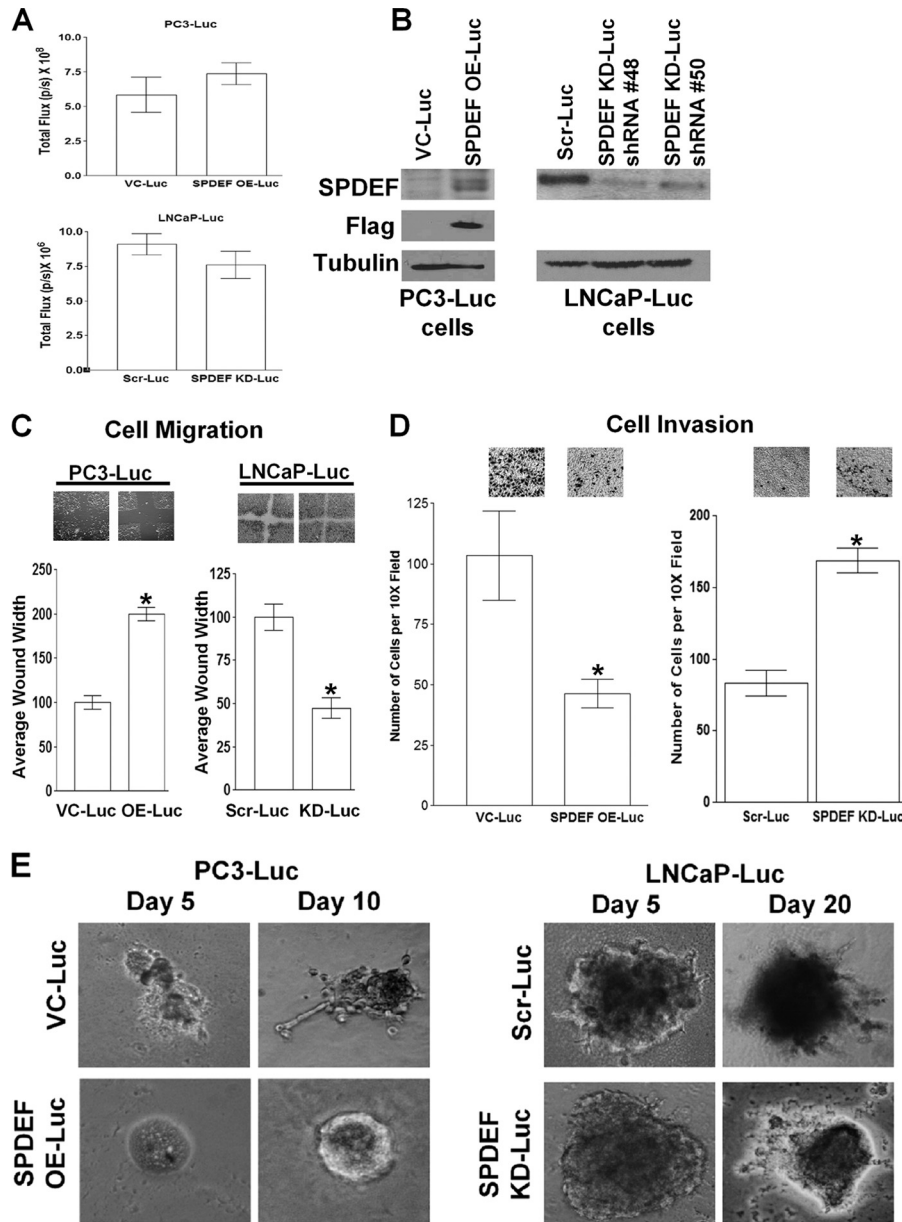 A
PC3-Luc
Total Flux (p/s) X 10⁸
10.0
7.5
5.0
2.5
0.0
VC-Luc SPDEF OE-Luc
LNCaP-Luc
Total Flux (p/s)X 10⁶
10.0
7.5
5.0
2.5
0.0
Scr-Luc SPDEF KD-Luc
B
VC-Luc
SPDEF OE-Luc
Scr-Luc
SPDEF KD-Luc
shRNA #48
SPDEF KD-Luc
shRNA #50
SPDEF
Flag
Tubulin
PC3-Luc
cells
LNCaP-Luc
cells
C
Cell Migration
PC3-Luc
LNCaP-Luc
Average Wound Width
250
200
150
100
50
0
*
VC-Luc OE-Luc
Average Wound Width
125
100
75
50
25
0
*
Scr-Luc KD-Luc
D
Cell Invasion
Number of Cells per 10X Field
125
100
75
50
25
0
*
VC-Luc SPDEF OE-Luc
Number of Cells per 10X Field
200
150
100
50
0
*
Scr-Luc SPDEF KD-Luc
E
PC3-Luc
Day 5 Day 10
VC-Luc
SPDEF
OE-Luc
LNCaP-Luc
Day 5 Day 20
Scr-Luc
SPDEF
KD-Luc